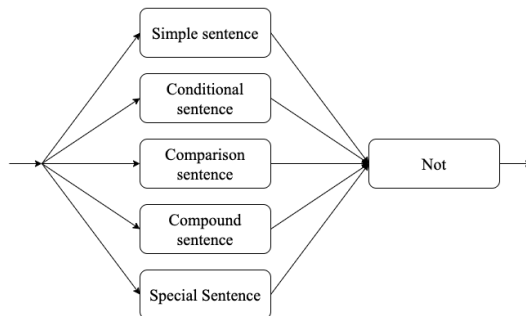 Simple sentence
Conditional
sentence
Comparison
sentence
Not
Compound
sentence
Special Sentence